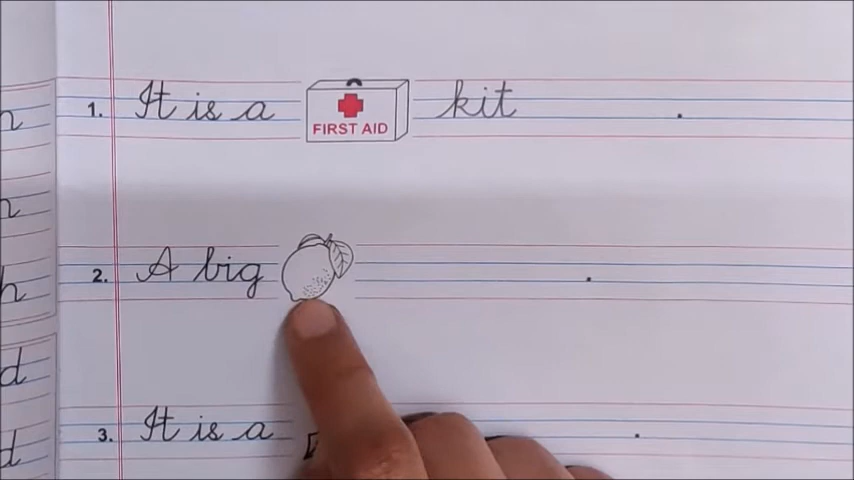 n
1. It is a FIRST AID kit .
n
2. A big .
h
d
3. It is a .
d